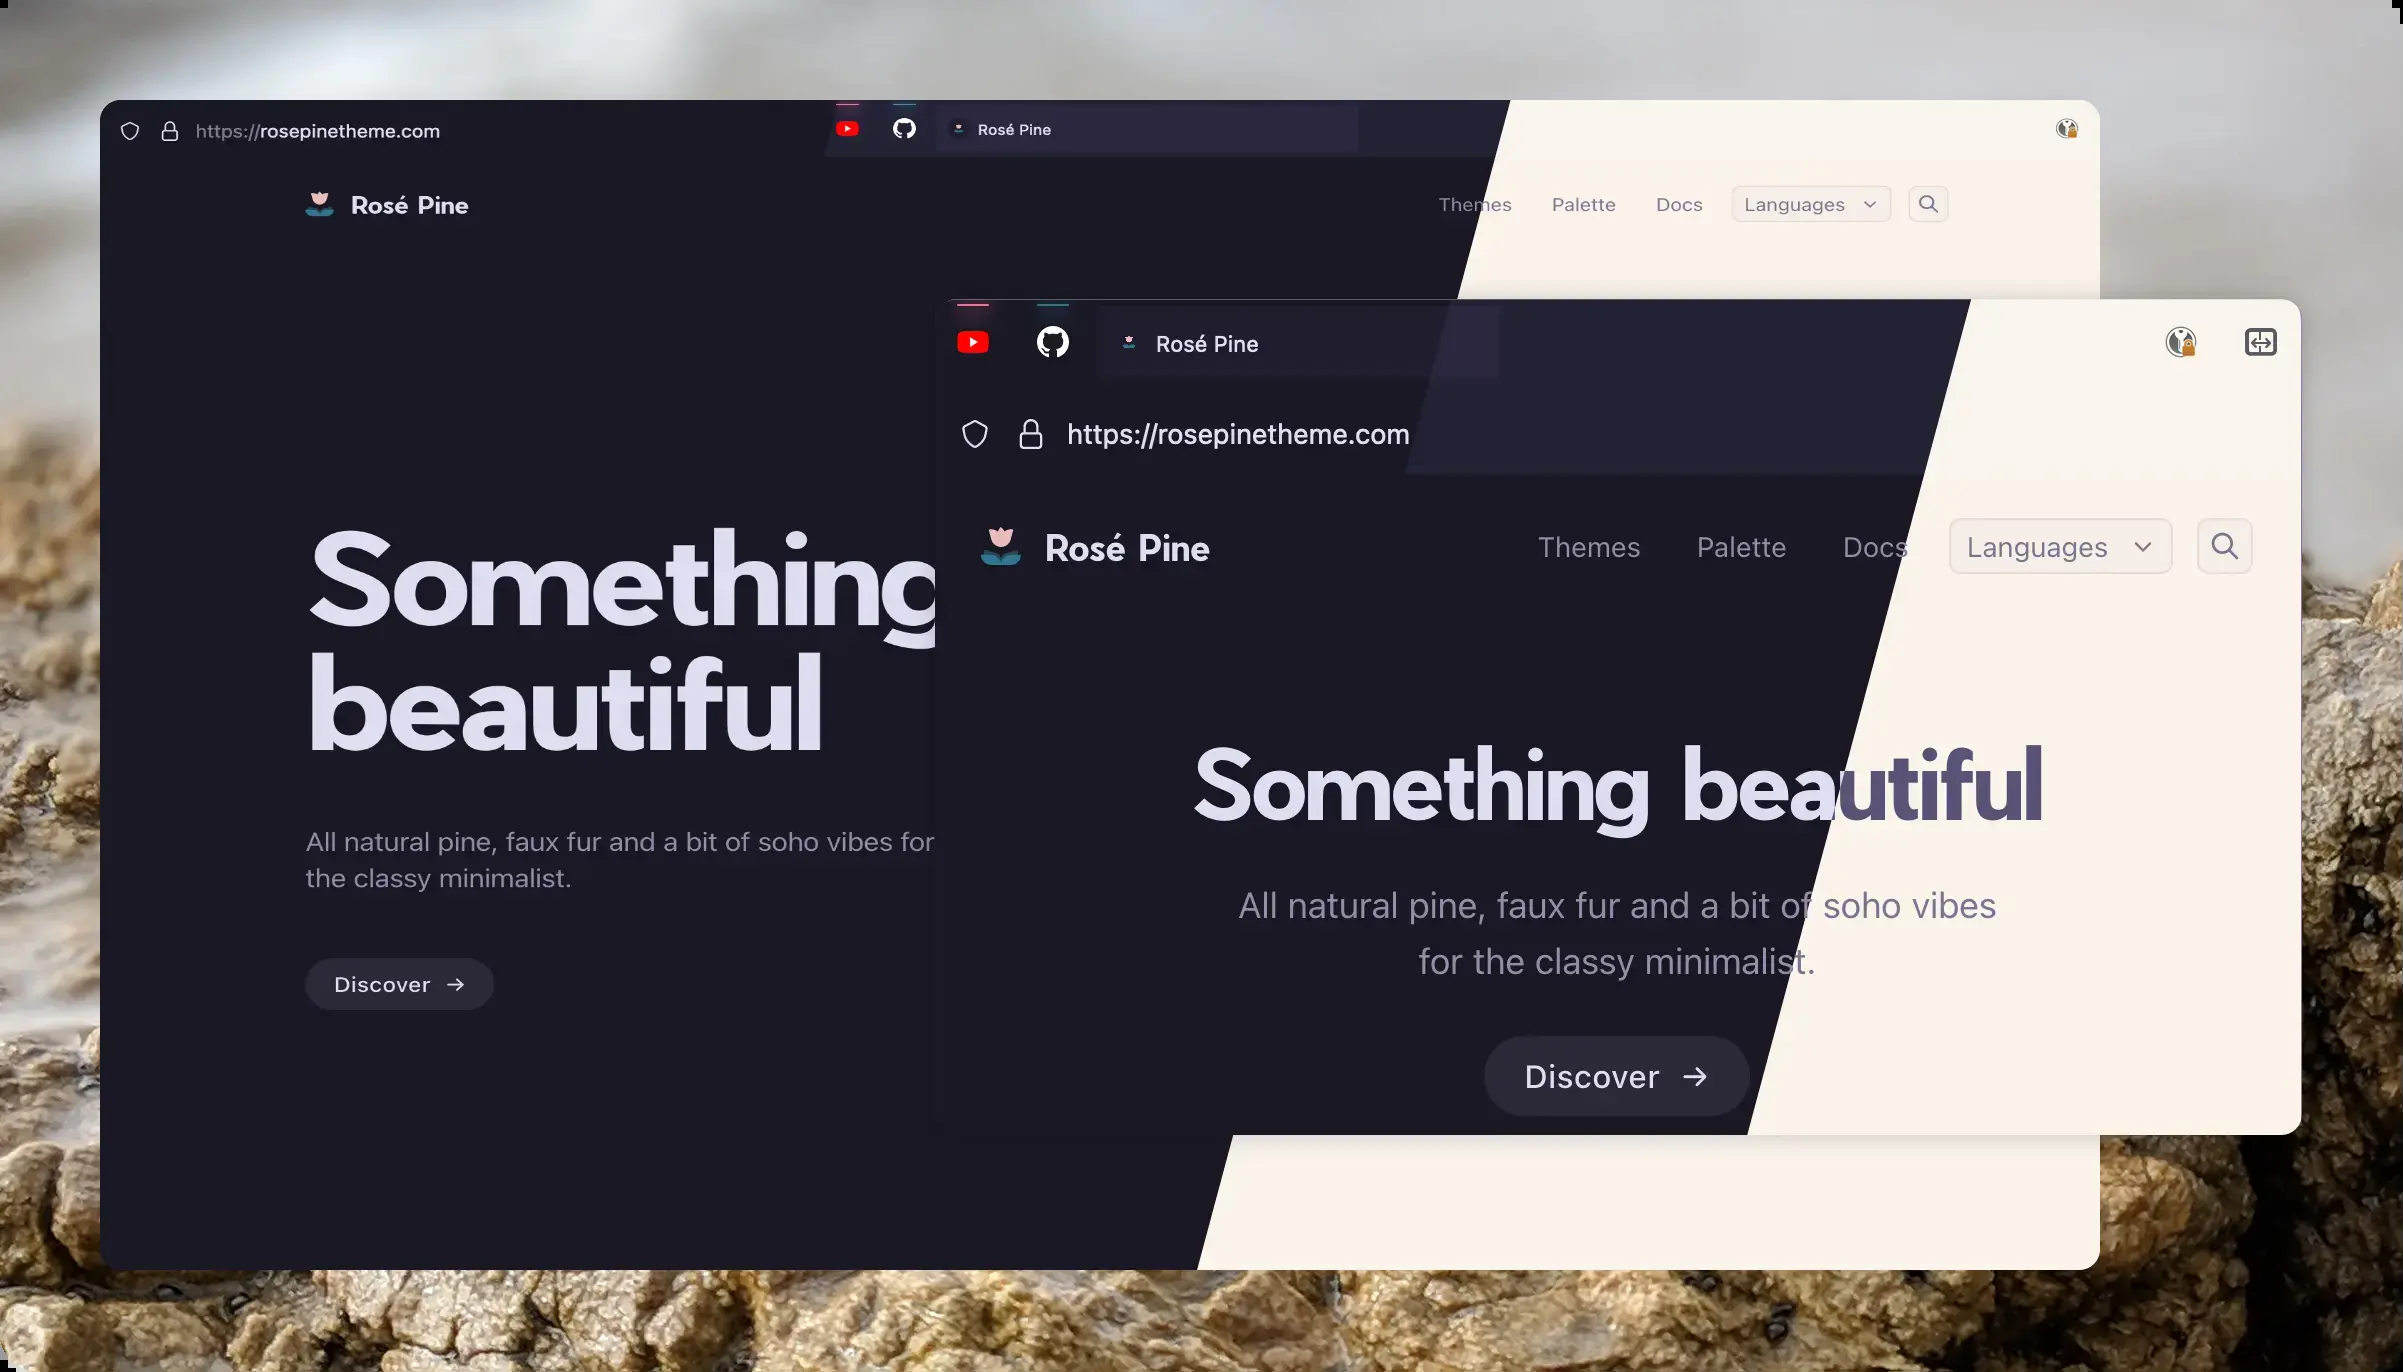 https://rosepinetheme.com
Rosé Pine
Rosé Pine
Themes
Palette
Docs
Languages
Something
beautiful
All natural pine, faux fur and a bit of soho vibes for
the classy minimalist.
Discover →
Rosé Pine
https://rosepinetheme.com
Rosé Pine
Themes
Palette
Docs
Languages
Something beautiful
All natural pine, faux fur and a bit of soho vibes
for the classy minimalist.
Discover →